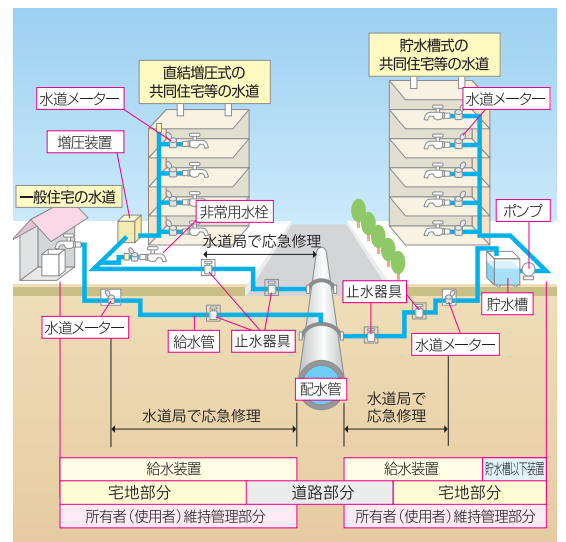 直結増圧式の
共同住宅等の水道
貯水槽式の
共同住宅等の水道
水道メーター
水道メーター
増圧装置
一般住宅の水道
非常用水栓
ポンプ
水道局で応急修理
止水器具
貯水槽
水道メーター
給水管
止水器具
水道メーター
配水管
水道局で応急修理
水道局で
応急修理
給水装置
給水装置
貯水槽以下装置
宅地部分
道路部分
宅地部分
所有者(使用者)維持管理部分
所有者(使用者)維持管理部分